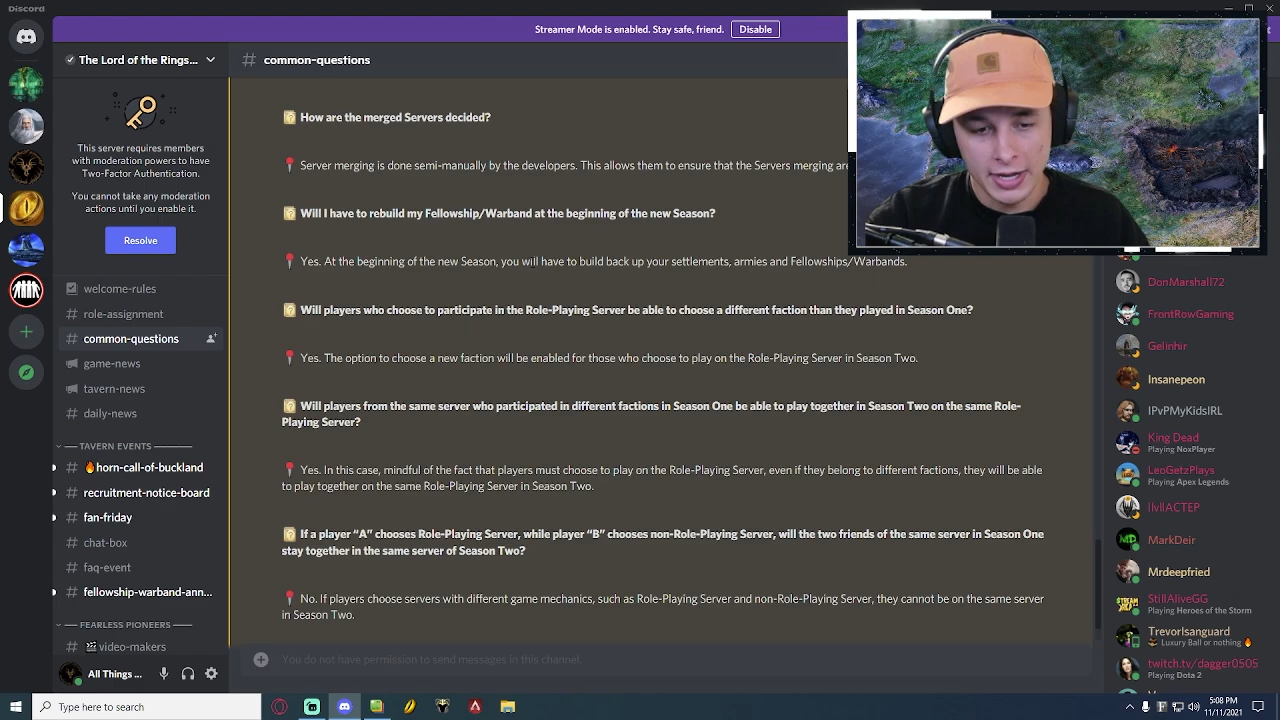 Discord
Streamer Mode is enabled. Stay safe, friend.
Disable
The Lord of the Rings...
# common-questions
This server requires members
with moderation powers to have
Two-Factor Authentication.
You cannot take any moderation
actions until you enable it.
Resolve
welcome-rules
role-assignment
common-questions
game-news
tavern-news
daily-news
TAVERN EVENTS
🔥homeland-or-rockland
recruitment-noticeboard
fan-friday
chat-box
faq-event
fellowship-warband-ann...
FEARLESS PIONEERS
video-makers
How are the merged Servers decided?
Server merging is done semi-manually by the developers. This allows them to ensure that the Servers merging are
Will I have to rebuild my Fellowship/Warband at the beginning of the new Season?
Yes. At the beginning of the new Season, you will have to build back up your settlements, armies and Fellowships/Warbands.
Will players who choose to participate in the Role-Playing Server be able to choose a different faction than they played in Season One?
Yes. The option to choose a new faction will be enabled for those who choose to play on the Role-Playing Server in Season Two.
Will players from the same server who participated in different factions in Season One be able to play together in Season Two on the same Role-
Playing Server?
Yes. In this case, mindful of the fact that players must choose to play on the Role-Playing Server, even if they belong to different factions, they will be able
to play together on the same Role-Playing Server in Season Two.
If a player “A” chooses Role-Playing Server, while player “B” chooses non-Role-Playing Server, will the two friends of the same server in Season One
stay together in the same server of Season Two?
No. If players choose servers with different game mechanics, such as Role-Playing Server and non-Role-Playing Server, they cannot be on the same server
in Season Two.
You do not have permission to send messages in this channel.
DonMarshall72
FrontRowGaming
Gelinhir
Insanepeon
IPvPMyKidsIRL
King Dead
Playing NoxPlayer
LeoGetzPlays
Playing Apex Legends
MarkDeir
Mrdeepfried
StillAliveGG
Playing Heroes of the Storm
TrevorIsanguard
Luxury Ball or nothing 🔥
twitch.tv/dagger0505
Playing Dota 2
Type here to search
5:08 PM
11/11/2021